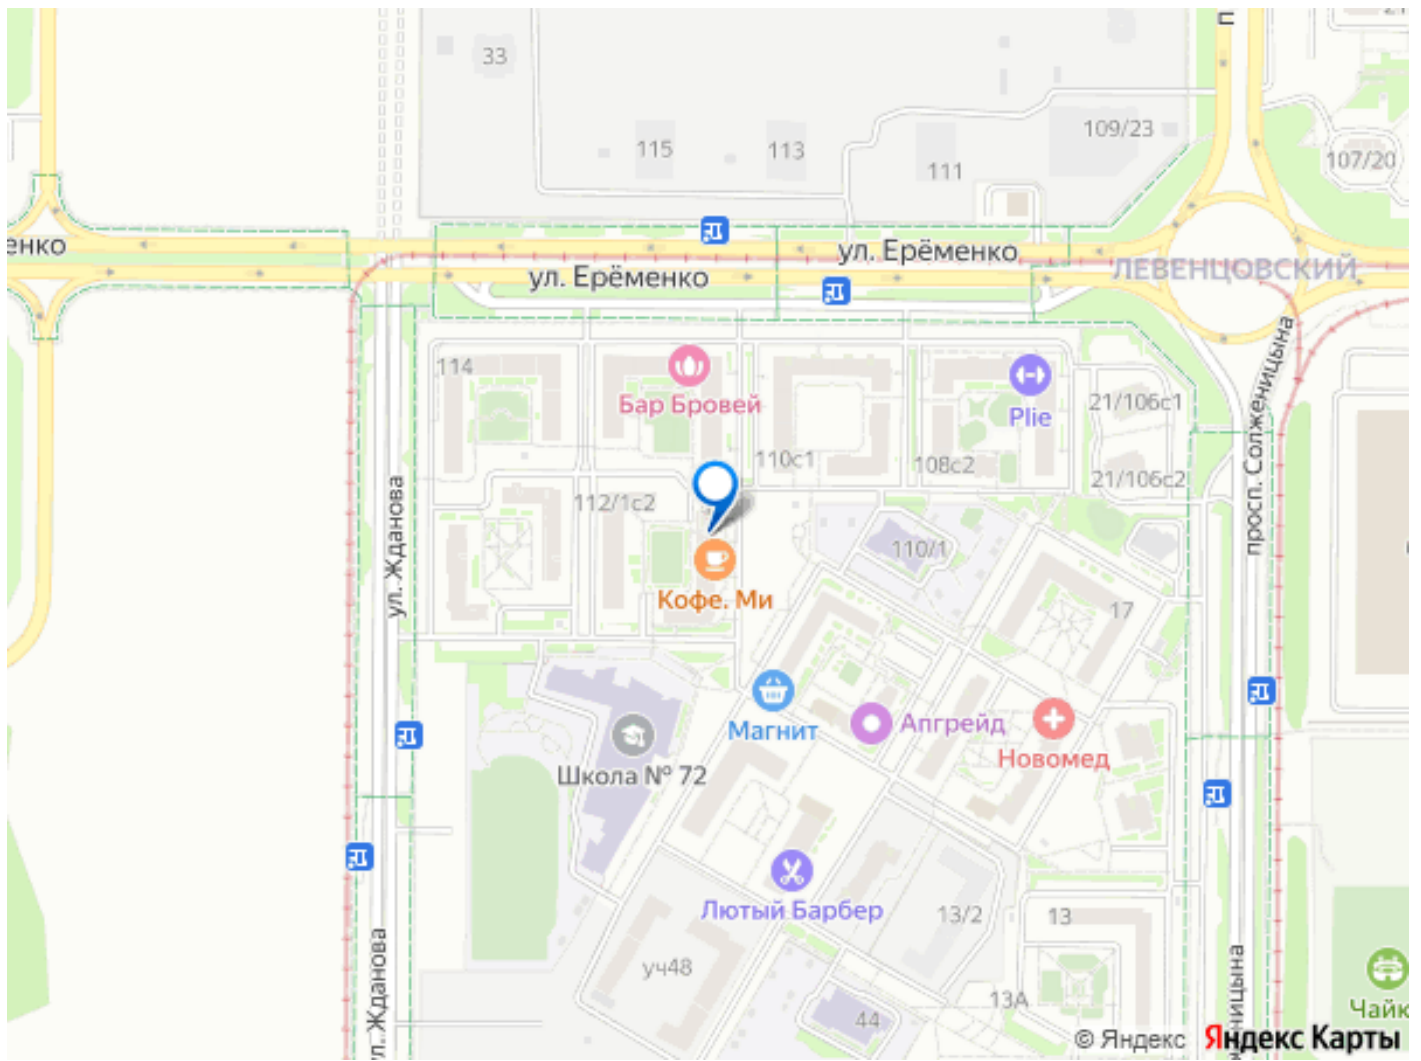 33
115
113
109/23
111
107/20
енко
ул. Ерёменко
ул. Ерёменко
ЛЕВЕНЦОВСКИЙ
114
Бар Бровей
Plie
21/106с1
110с1
108с2
21/106с2
просп. Солженицына
ул. Жданова
112/1с2
110/1
Кофе. Ми
17
Магнит
Апгрейд
Новомед
Школа № 72
Лютый Барбер
13/2
13
уч48
13А
44
ул. Жданова
ницына
Чайк
© Яндекс
Яндекс Карты